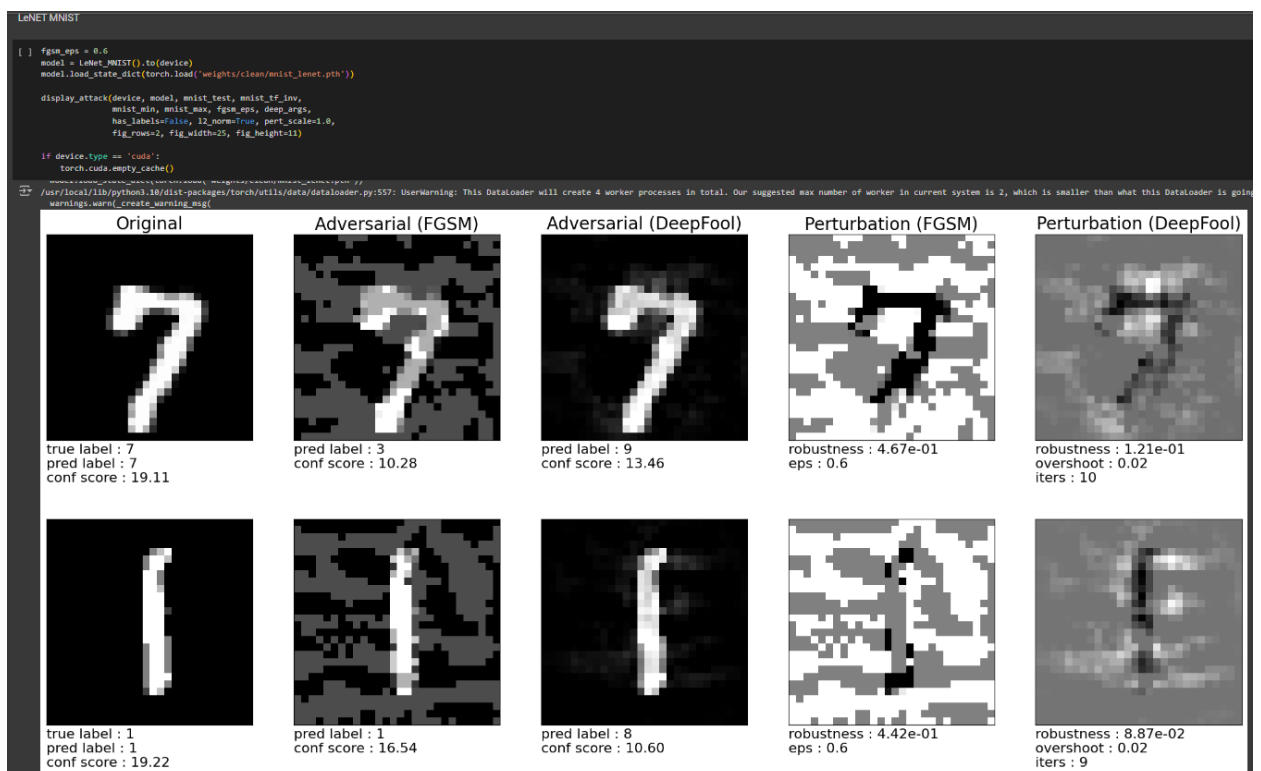 LeNET MNIST
[ ] fgsm_eps = 0.6
model = LeNet_MNIST().to(device)
model.load_state_dict(torch.load('weights/clean/mnist_lenet.pth'))
display_attack(device, model, mnist_test, mnist_tf_inv,
mnist_min, mnist_max, fgsm_eps, deep_args,
has_labels=False, l2_norm=True, pert_scale=1.0,
fig_rows=2, fig_width=25, fig_height=11)
if device.type == 'cuda':
torch.cuda.empty_cache()
model.load_state_dict(torch.load('weights/clean/mnist_lenet.pth'))
/usr/local/lib/python3.10/dist-packages/torch/utils/data/dataloader.py:557: UserWarning: This DataLoader will create 4 worker processes in total. Our suggested max number of worker in current system is 2, which is smaller than what this DataLoader is going
warnings.warn(_create_warning_msg(
Original Adversarial (FGSM) Adversarial (DeepFool) Perturbation (FGSM) Perturbation (DeepFool)
true label : 7 pred label : 3 pred label : 9 robustness : 4.67e-01 robustness : 1.21e-01
pred label : 7 conf score : 10.28 conf score : 13.46 eps : 0.6 overshoot : 0.02
conf score : 19.11 iters : 10
true label : 1 pred label : 1 pred label : 8 robustness : 4.42e-01 robustness : 8.87e-02
pred label : 1 conf score : 16.54 conf score : 10.60 eps : 0.6 overshoot : 0.02
conf score : 19.22 iters : 9